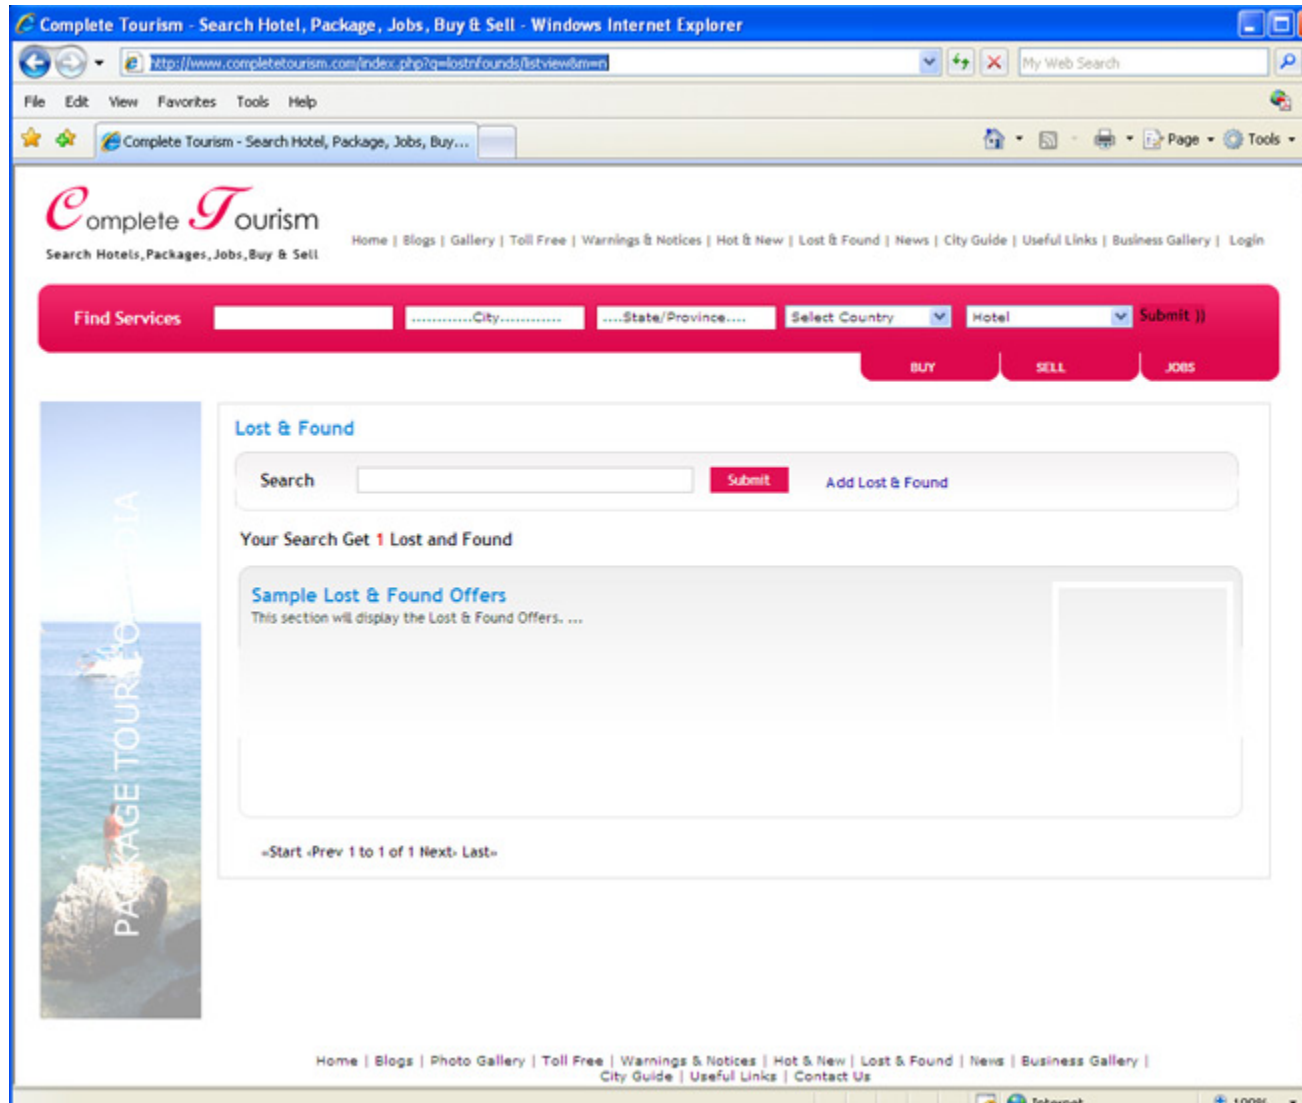 Complete Tourism - Search Hotel, Package, Jobs, Buy & Sell - Windows Internet Explorer
http://www.completetourism.com/index.php?q=lostnfounds/listview&m=n
My Web Search
File Edit View Favorites Tools Help
Complete Tourism - Search Hotel, Package, Jobs, Buy...
Page Tools
Complete Tourism
Search Hotels,Packages,Jobs,Buy & Sell
Home | Blogs | Gallery | Toll Free | Warnings & Notices | Hot & New | Lost & Found | News | City Guide | Useful Links | Business Gallery | Login
Find Services ............City............ ....State/Province.... Select Country Hotel Submit ))
BUY SELL JOBS
Lost & Found
Search Submit Add Lost & Found
Your Search Get 1 Lost and Found
Sample Lost & Found Offers
This section will display the Lost & Found Offers. ...
«Start ‹Prev 1 to 1 of 1 Next› Last»
PACKAGE TOUR
Home | Blogs | Photo Gallery | Toll Free | Warnings & Notices | Hot & New | Lost & Found | News | Business Gallery |
City Guide | Useful Links | Contact Us
Internet 100%